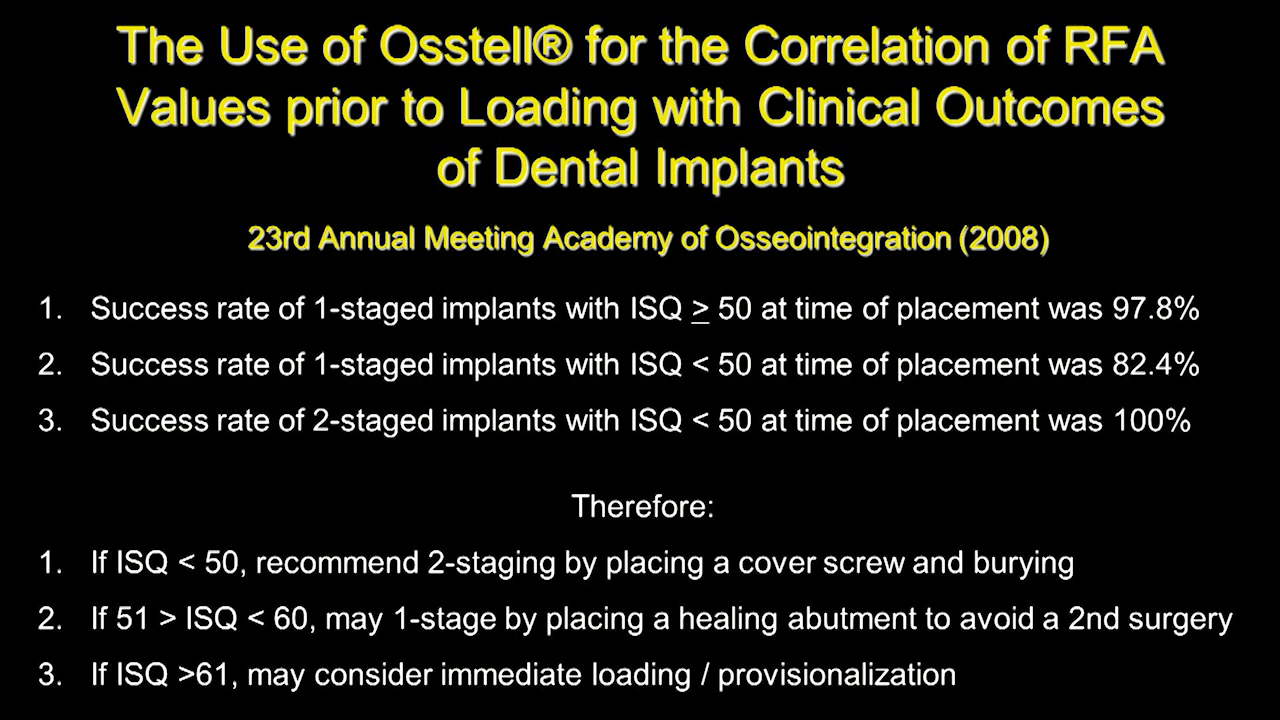 The Use of Osstell® for the Correlation of RFA
Values prior to Loading with Clinical Outcomes
of Dental Implants
23rd Annual Meeting Academy of Osseointegration (2008)
1. Success rate of 1-staged implants with ISQ > 50 at time of placement was 97.8%
2. Success rate of 1-staged implants with ISQ < 50 at time of placement was 82.4%
3. Success rate of 2-staged implants with ISQ < 50 at time of placement was 100%
Therefore:
1. If ISQ < 50, recommend 2-staging by placing a cover screw and burying
2. If 51 > ISQ < 60, may 1-stage by placing a healing abutment to avoid a 2nd surgery
3. If ISQ >61, may consider immediate loading / provisionalization